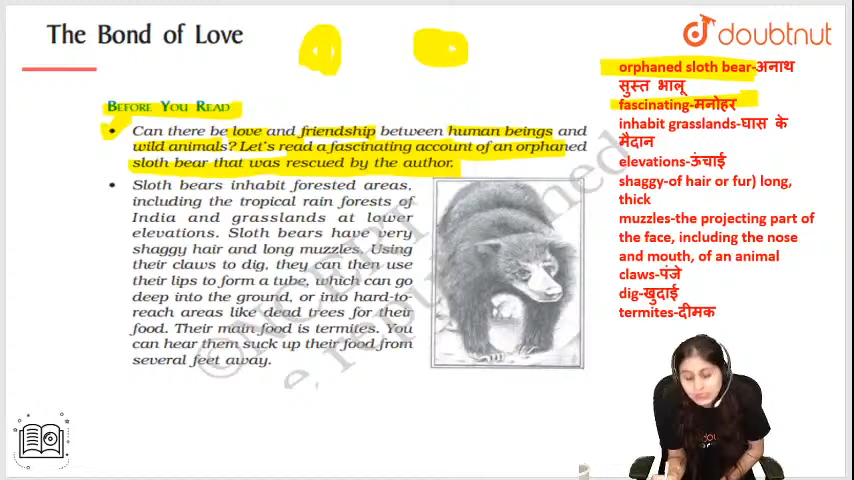 The Bond of Love
doubtnut
BEFORE YOU READ
• Can there be love and friendship between human beings and
wild animals? Let's read a fascinating account of an orphaned
sloth bear that was rescued by the author.
• Sloth bears inhabit forested areas,
including the tropical rain forests of
India and grasslands at lower
elevations. Sloth bears have very
shaggy hair and long muzzles. Using
their claws to dig, they can then use
their lips to form a tube, which can go
deep into the ground, or into hard-to-
reach areas like dead trees for their
food. Their main food is termites. You
can hear them suck up their food from
several feet away.
orphaned sloth bear-अनाथ
सुस्त भालू
fascinating-मनोहर
inhabit grasslands-घास के
मैदान
elevations-ऊंचाई
shaggy-of hair or fur) long,
thick
muzzles-the projecting part of
the face, including the nose
and mouth, of an animal
claws-पंजे
dig-खुदाई
termites-दीमक